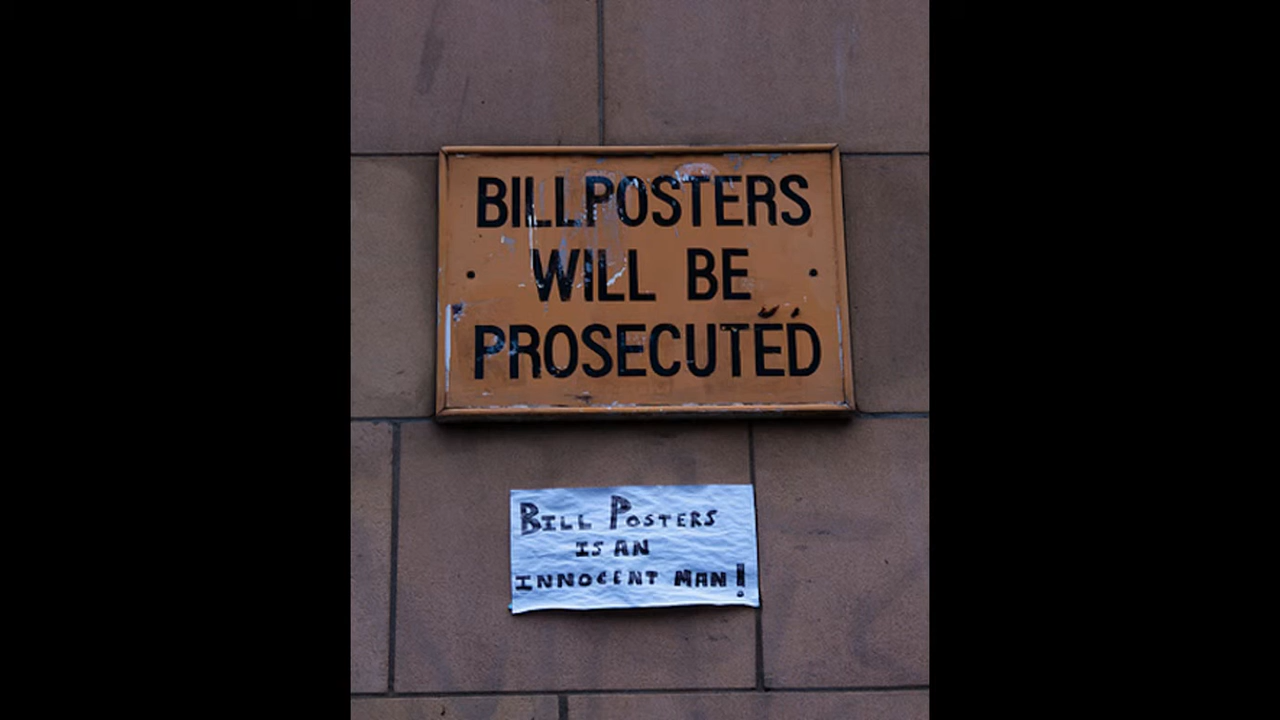 BILLPOSTERS
WILL BE
PROSECUTED
BILL POSTERS
IS AN
INNOCENT MAN!